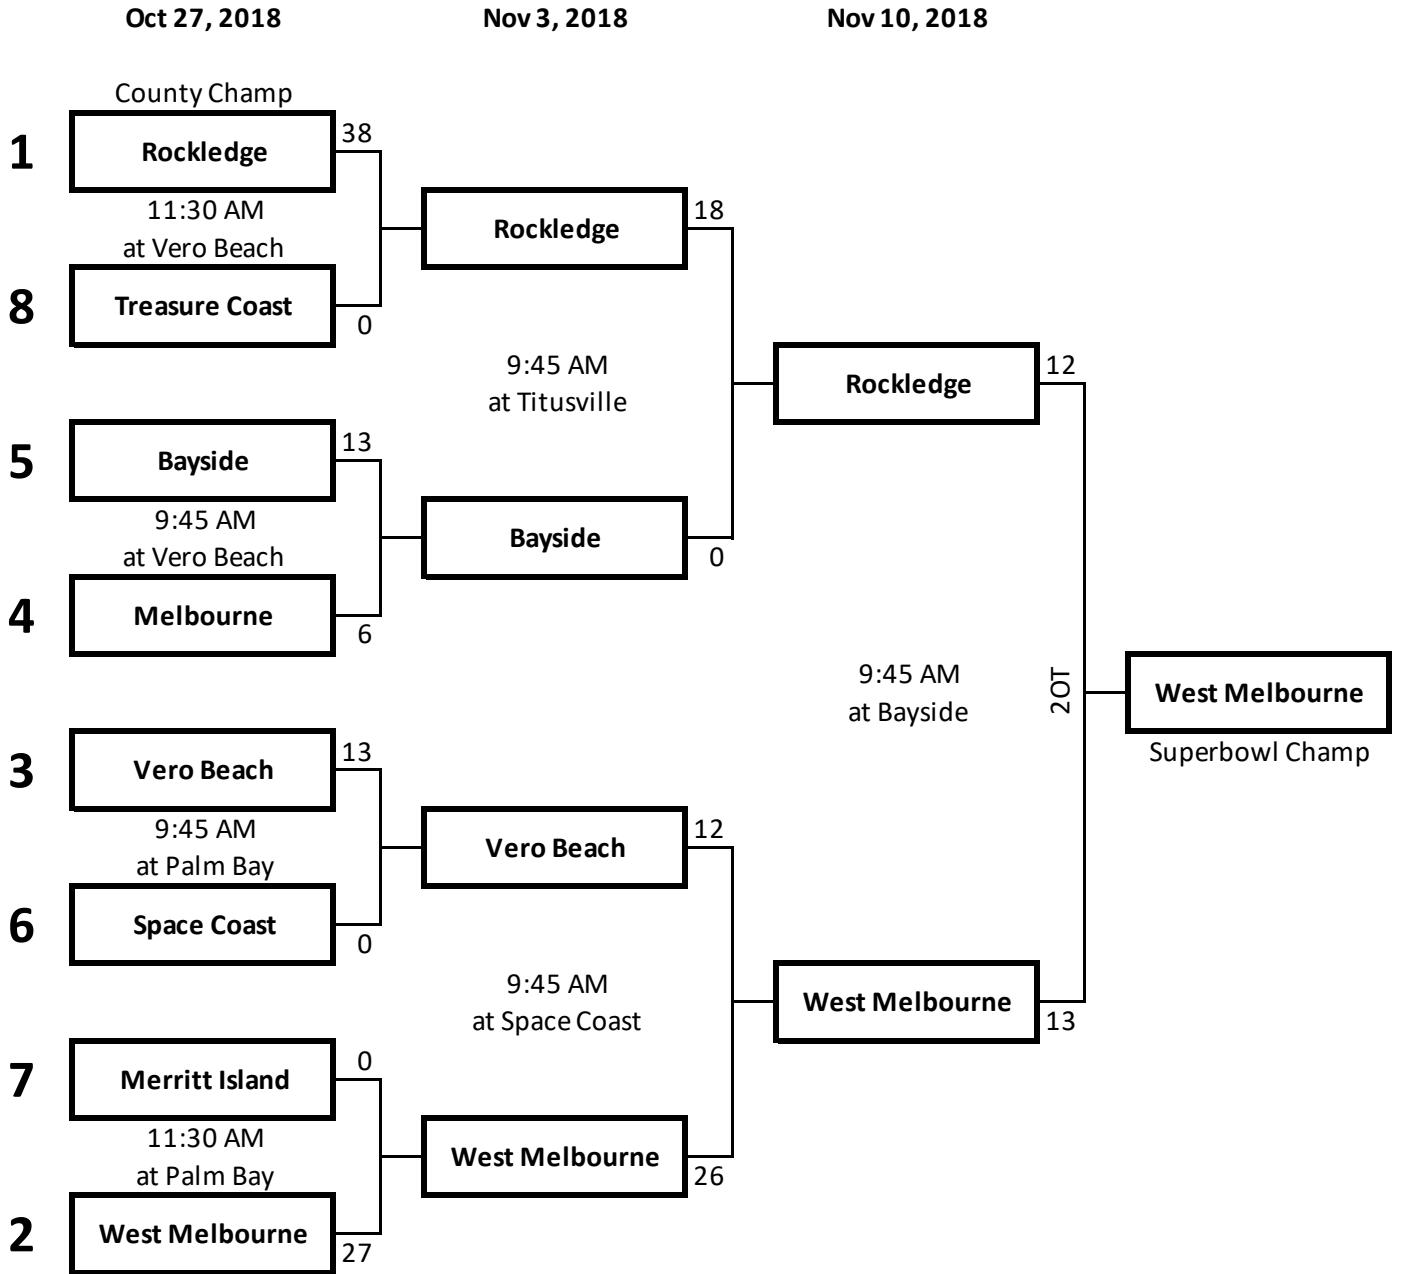 Oct 27, 2018
Nov 3, 2018
Nov 10, 2018
County Champ
1
Rockledge
38
11:30 AM
at Vero Beach
8
Treasure Coast
0
5
Bayside
13
9:45 AM
at Vero Beach
4
Melbourne
6
3
Vero Beach
13
9:45 AM
at Palm Bay
6
Space Coast
0
7
Merritt Island
0
11:30 AM
at Palm Bay
2
West Melbourne
27
Rockledge
18
9:45 AM
at Titusville
Bayside
0
Vero Beach
12
9:45 AM
at Space Coast
West Melbourne
26
Rockledge
12
9:45 AM
at Bayside
2OT
West Melbourne
13
West Melbourne
Superbowl Champ